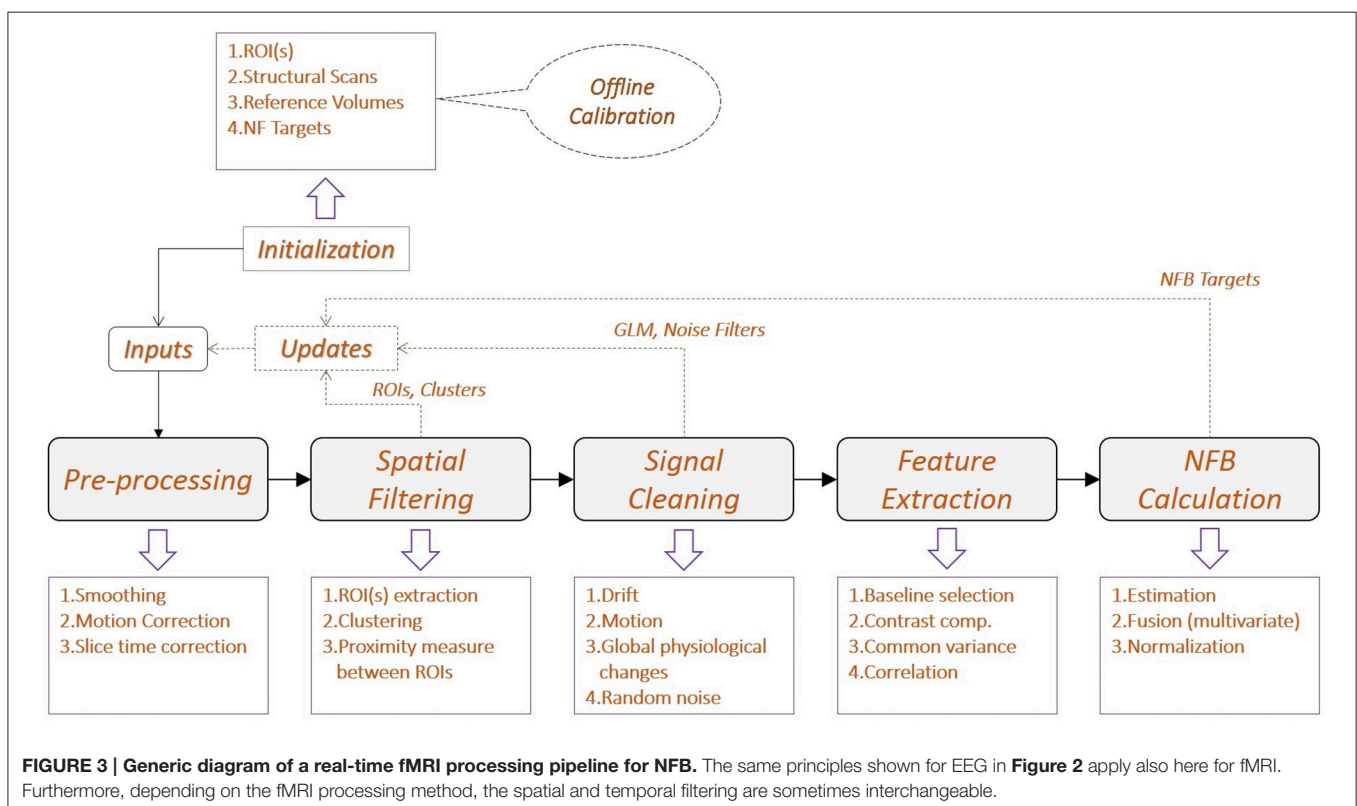 1.ROI(s)
2.Structural Scans
3.Reference Volumes
4.NF Targets
Offline
Calibration
Initialization
NFB Targets
GLM, Noise Filters
Inputs
Updates
ROIs, Clusters
Pre-processing
Spatial
Filtering
Signal
Cleaning
Feature
Extraction
NFB
Calculation
1.Smoothing
2.Motion Correction
3.Slice time correction
1.ROI(s) extraction
2.Clustering
3.Proximity measure
between ROIs
1.Drift
2.Motion
3.Global physiological
changes
4.Random noise
1.Baseline selection
2.Contrast comp.
3.Common variance
4.Correlation
1.Estimation
2.Fusion (multivariate)
3.Normalization
FIGURE 3 | Generic diagram of a real-time fMRI processing pipeline for NFB. The same principles shown for EEG in Figure 2 apply also here for fMRI.
Furthermore, depending on the fMRI processing method, the spatial and temporal filtering are sometimes interchangeable.